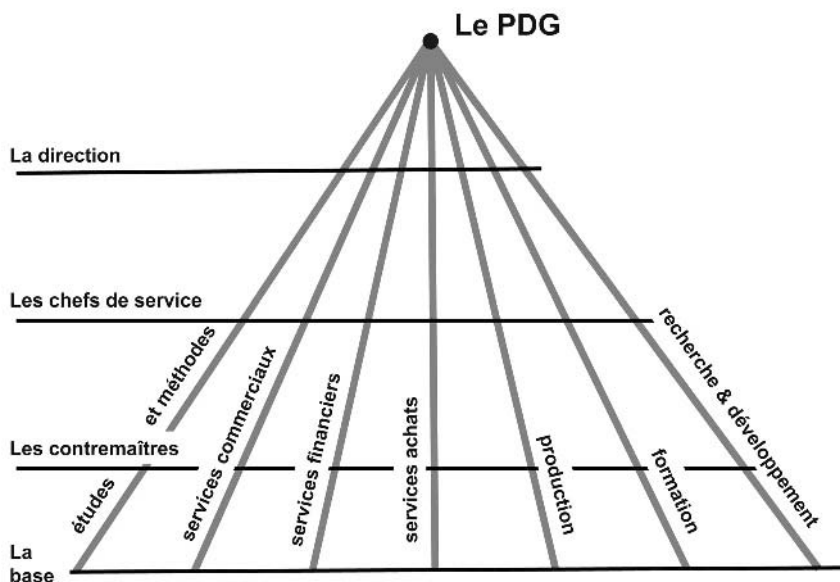 Le PDG
La direction
Les chefs de service
Les contremaîtres
La
base
études
et méthodes
services commerciaux
services financiers
services achats
production
formation
recherche & développement